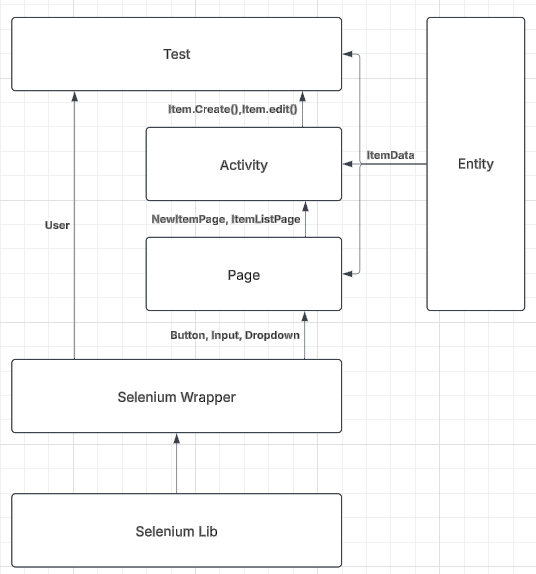 Test
Item.Create(),Item.edit()
ItemData
Activity
Entity
NewItemPage, ItemListPage
User
Page
Button, Input, Dropdown
Selenium Wrapper
Selenium Lib